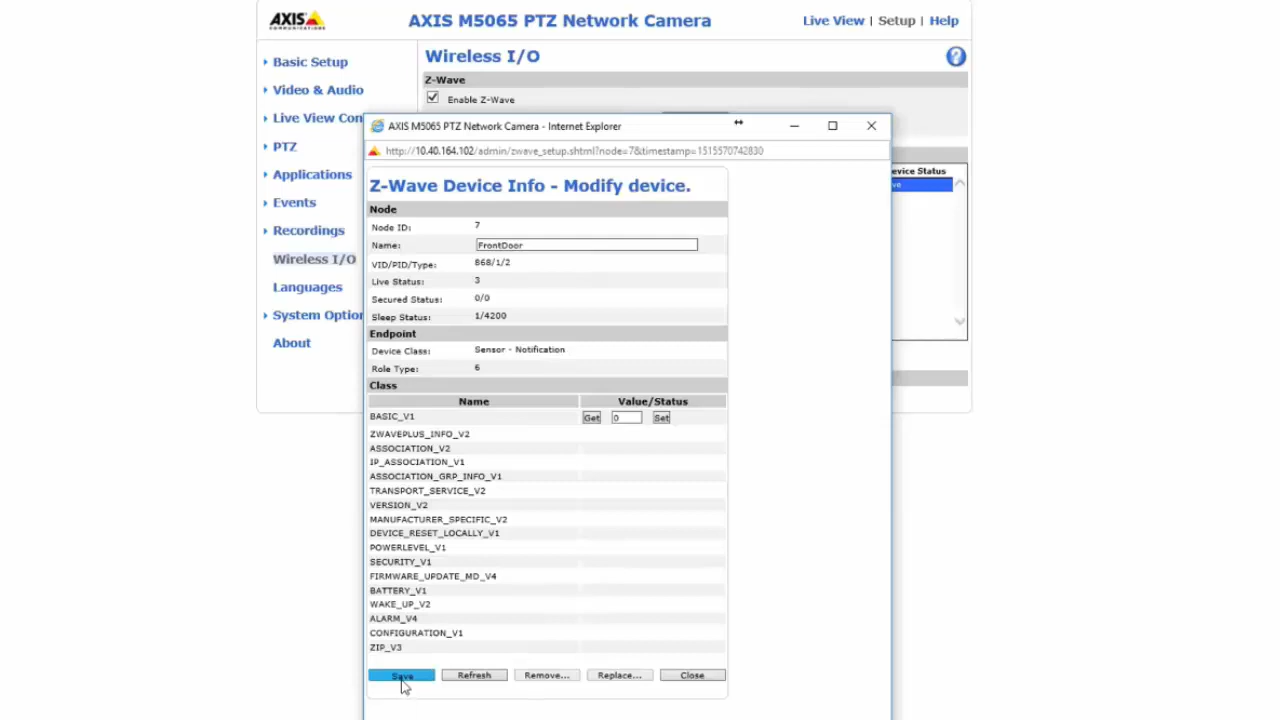 AXIS
COMMUNICATIONS
AXIS M5065 PTZ Network Camera
Live View | Setup | Help
Basic Setup
Video & Audio
Live View Con
PTZ
Applications
Events
Recordings
Wireless I/O
Languages
System Option
About
Wireless I/O
Z-Wave
Enable Z-Wave
AXIS M5065 PTZ Network Camera - Internet Explorer
http://10.40.164.102/admin/zwave_setup.shtml?node=7&timestamp=1515570742830
evice Status
ve
Z-Wave Device Info - Modify device.
Node
Node ID: 7
Name: FrontDoor
VID/PID/Type: 868/1/2
Live Status: 3
Secured Status: 0/0
Sleep Status: 1/4200
Endpoint
Device Class: Sensor - Notification
Role Type: 6
Class
Name Value/Status
BASIC_V1 Get 0 Set
ZWAVEPLUS_INFO_V2
ASSOCIATION_V2
IP_ASSOCIATION_V1
ASSOCIATION_GRP_INFO_V1
TRANSPORT_SERVICE_V2
VERSION_V2
MANUFACTURER_SPECIFIC_V2
DEVICE_RESET_LOCALLY_V1
POWERLEVEL_V1
SECURITY_V1
FIRMWARE_UPDATE_MD_V4
BATTERY_V1
WAKE_UP_V2
ALARM_V4
CONFIGURATION_V1
ZIP_V3
Save Refresh Remove... Replace... Close